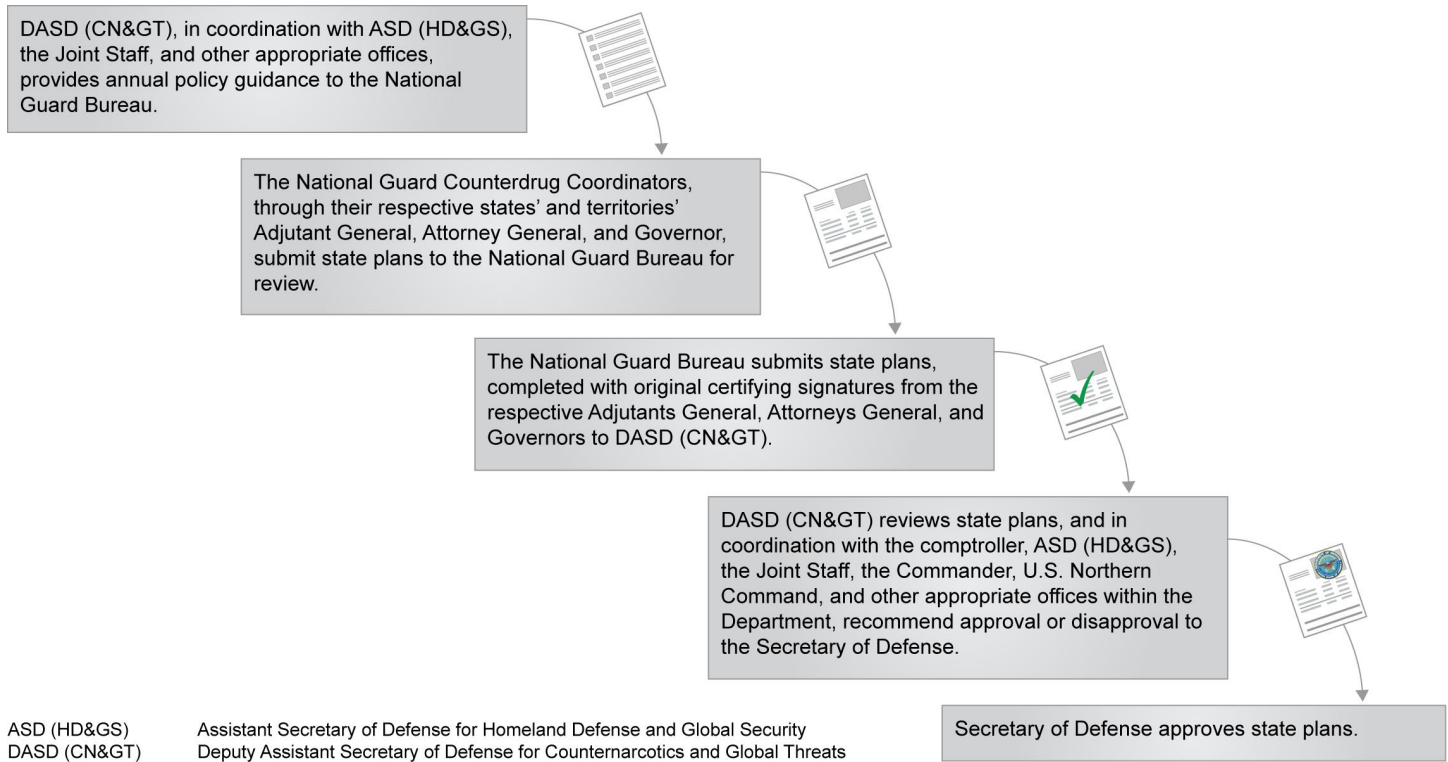 DASD (CN&GT), in coordination with ASD (HD&GS),
the Joint Staff, and other appropriate offices,
provides annual policy guidance to the National
Guard Bureau.
The National Guard Counterdrug Coordinators,
through their respective states' and territories'
Adjutant General, Attorney General, and Governor,
submit state plans to the National Guard Bureau for
review.
The National Guard Bureau submits state plans,
completed with original certifying signatures from the
respective Adjutants General, Attorneys General, and
Governors to DASD (CN&GT).
DASD (CN&GT) reviews state plans, and in
coordination with the comptroller, ASD (HD&GS),
the Joint Staff, the Commander, U.S. Northern
Command, and other appropriate offices within the
Department, recommend approval or disapproval to
the Secretary of Defense.
Secretary of Defense approves state plans.
ASD (HD&GS) Assistant Secretary of Defense for Homeland Defense and Global Security
DASD (CN&GT) Deputy Assistant Secretary of Defense for Counternarcotics and Global Threats